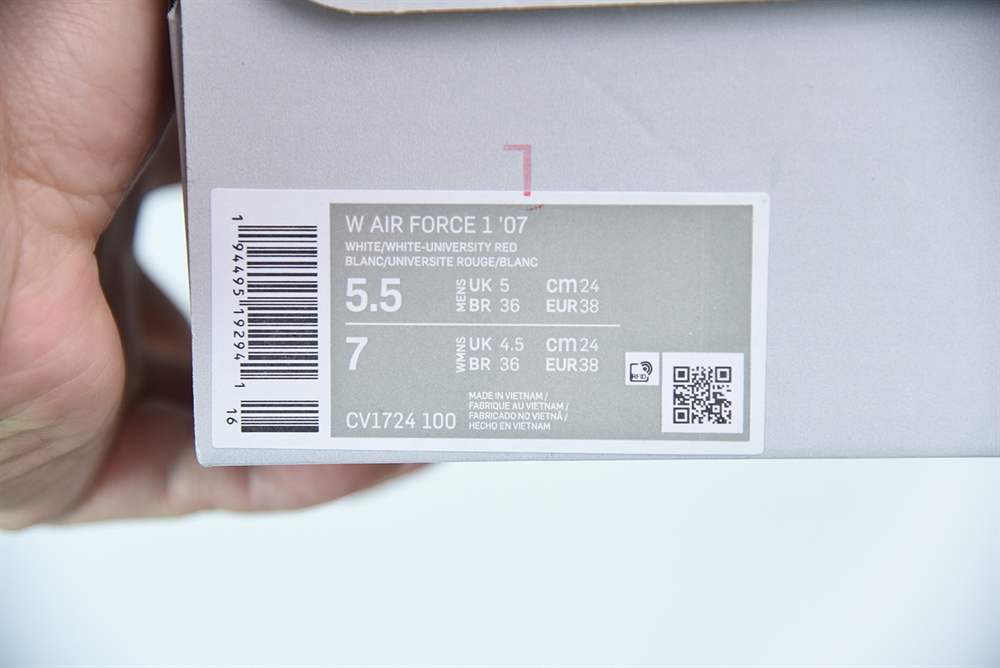 W AIR FORCE 1 '07
WHITE/WHITE-UNIVERSITY RED
BLANC/UNIVERSITE ROUGE/BLANC
5.5 MENS UK 5 cm 24
BR 36 EUR 38
7 WMNS UK 4.5 cm 24
BR 36 EUR 38
RFID
CV1724 100
MADE IN VIETNAM /
FABRIQUE AU VIETNAM /
FABRICADO NO VIETNÃ /
HECHO EN VIETNAM
1 94495 19294 1 16